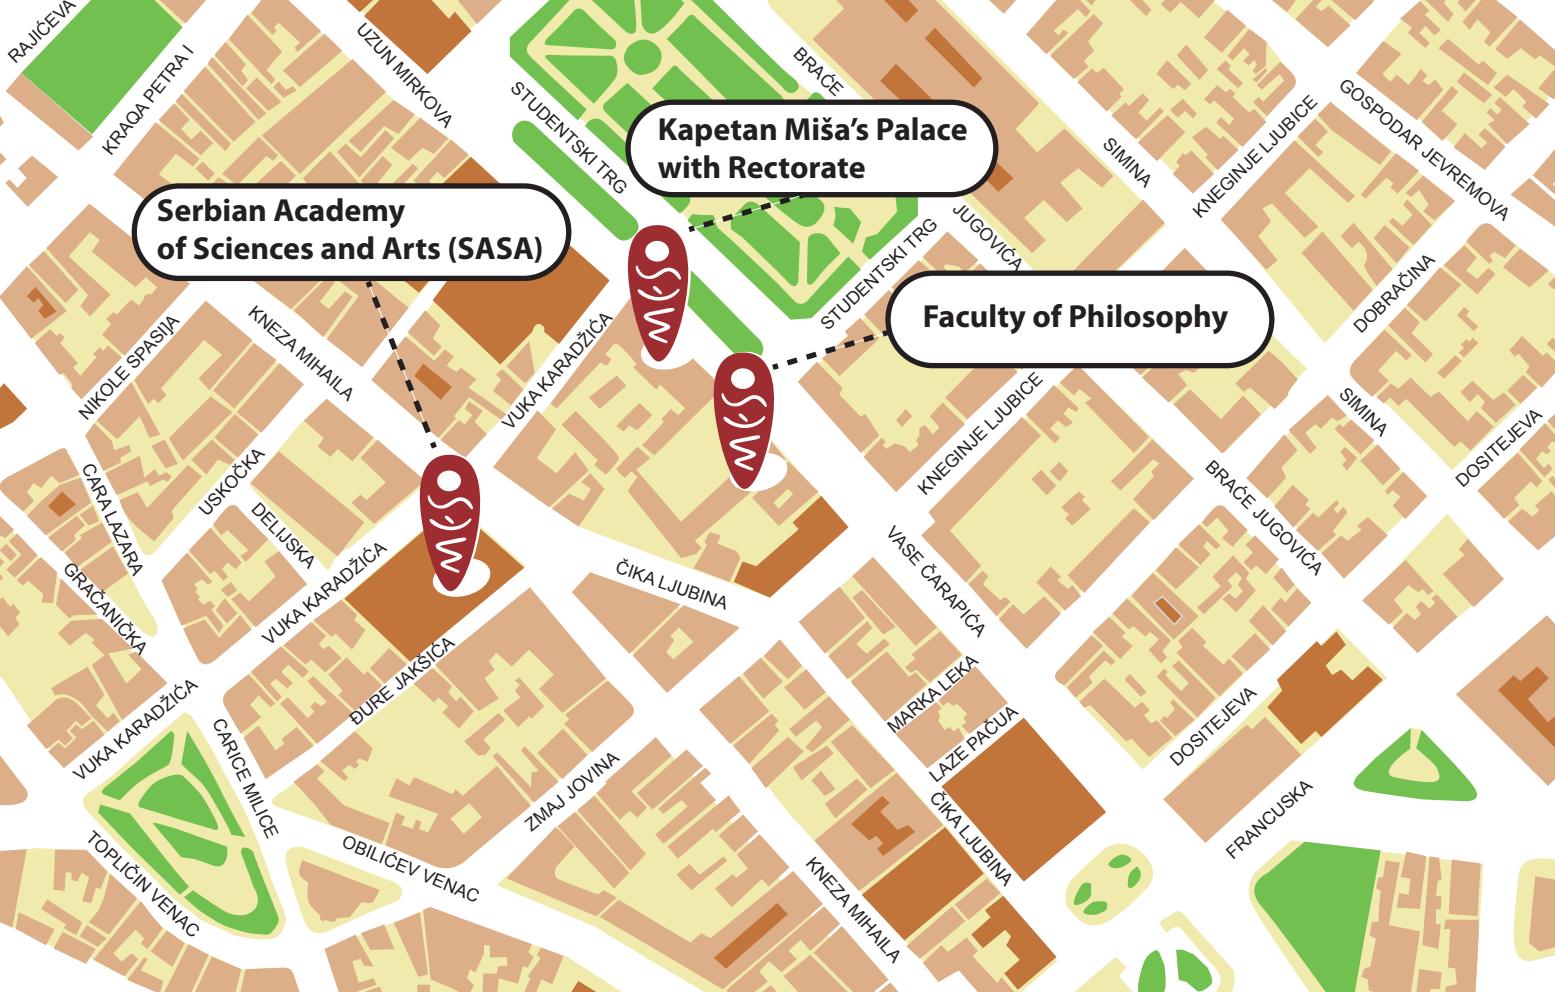 RAJIĆEVA
KRAQA PETRA I
UZUN MIRKOVA
STUDENTSKI TRG
BRAĆE
JUGOVIĆA
SIMINA
KNEGINJE LJUBICE
GOSPODAR JEVREMOVA
Kapetan Miša’s Palace
with Rectorate
Serbian Academy
of Sciences and Arts (SASA)
STUDENTSKI TRG
Faculty of Philosophy
DOBRAČINA
NIKOLE SPASIJA
KNEZA MIHAILA
VUKA KARADŽIĆA
KNEGINJE LJUBICE
SIMINA
DOSITEJEVA
CARA LAZARA
USKOČKA
DELIJSKA
BRAĆE JUGOVIĆA
GRAČANIČKA
VUKA KARADŽIĆA
ČIKA LJUBINA
VASE ČARAPIĆA
ĐURE JAKŠIĆA
MARKA LEKA
LAZE PAČUA
DOSITEJEVA
VUKA KARADŽIĆA
CARICE MILICE
ZMAJ JOVINA
ČIKA LJUBINA
FRANCUSKA
TOPLIČIN VENAC
OBILIĆEV VENAC
KNEZA MIHAILA